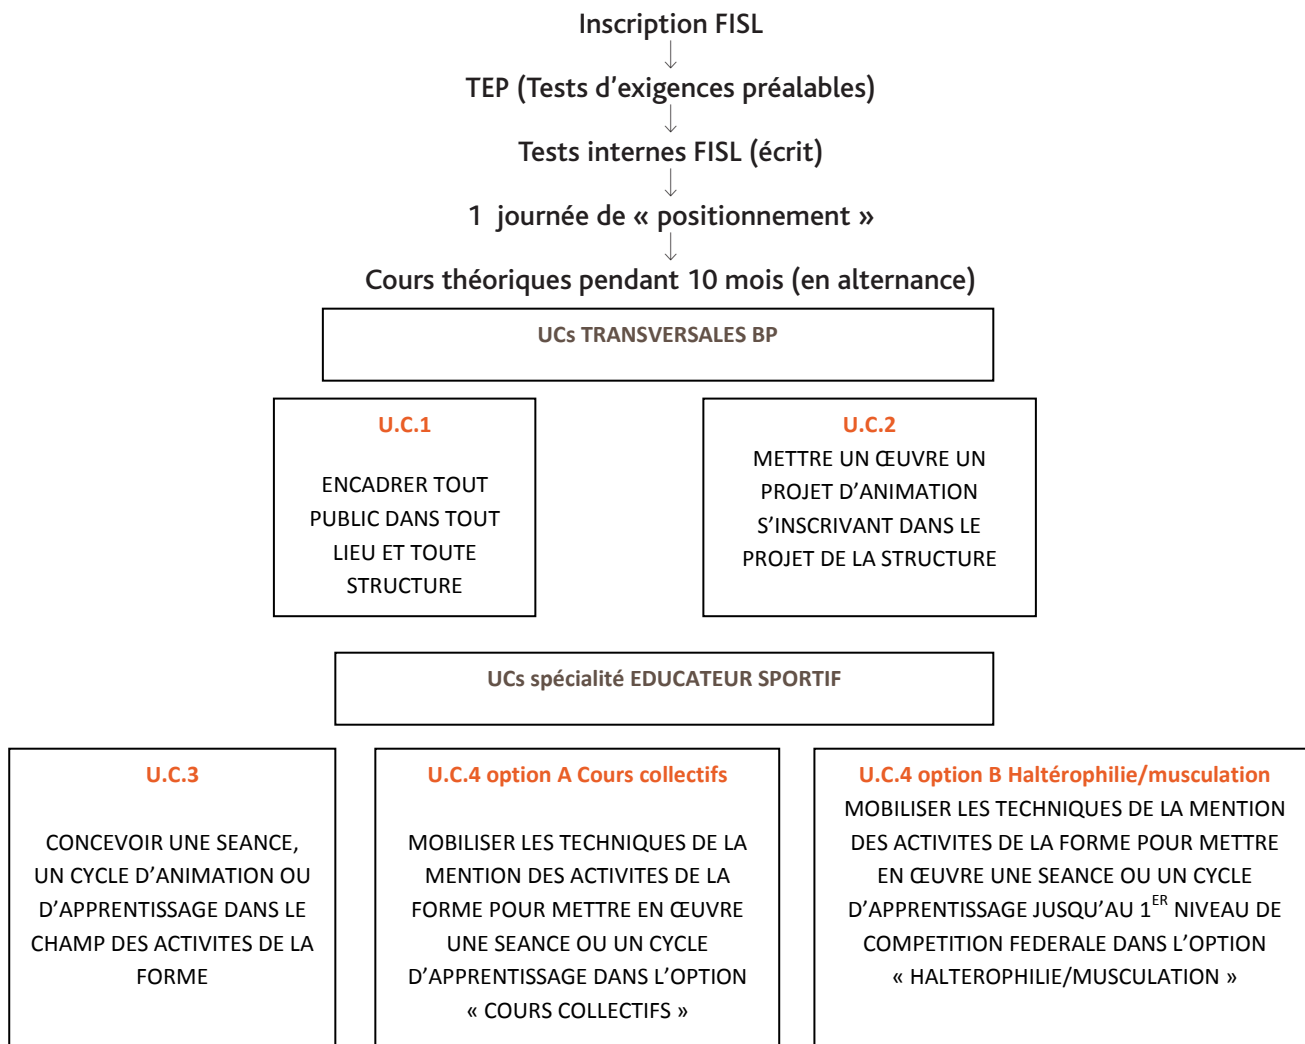 Inscription FISL
TEP (Tests d’exigences préalables)
Tests internes FISL (écrit)
1 journée de « positionnement »
Cours théoriques pendant 10 mois (en alternance)
UCs TRANSVERSALES BP
U.C.1
ENCADRER TOUT
PUBLIC DANS TOUT
LIEU ET TOUTE
STRUCTURE
U.C.2
METTRE UN ŒUVRE UN
PROJET D’ANIMATION
S’INSCRIVANT DANS LE
PROJET DE LA STRUCTURE
UCs spécialité EDUCATEUR SPORTIF
U.C.3
CONCEVOIR UNE SEANCE,
UN CYCLE D’ANIMATION OU
D’APPRENTISSAGE DANS LE
CHAMP DES ACTIVITES DE LA
FORME
U.C.4 option A Cours collectifs
MOBILISER LES TECHNIQUES DE LA
MENTION DES ACTIVITES DE LA
FORME POUR METTRE EN ŒUVRE
UNE SEANCE OU UN CYCLE
D’APPRENTISSAGE DANS L’OPTION
« COURS COLLECTIFS »
U.C.4 option B Haltérophilie/musculation
MOBILISER LES TECHNIQUES DE LA MENTION
DES ACTIVITES DE LA FORME POUR METTRE
EN ŒUVRE UNE SEANCE OU UN CYCLE
D’APPRENTISSAGE JUSQU’AU 1ER NIVEAU DE
COMPETITION FEDERALE DANS L’OPTION
« HALTEROPHILIE/MUSCULATION »